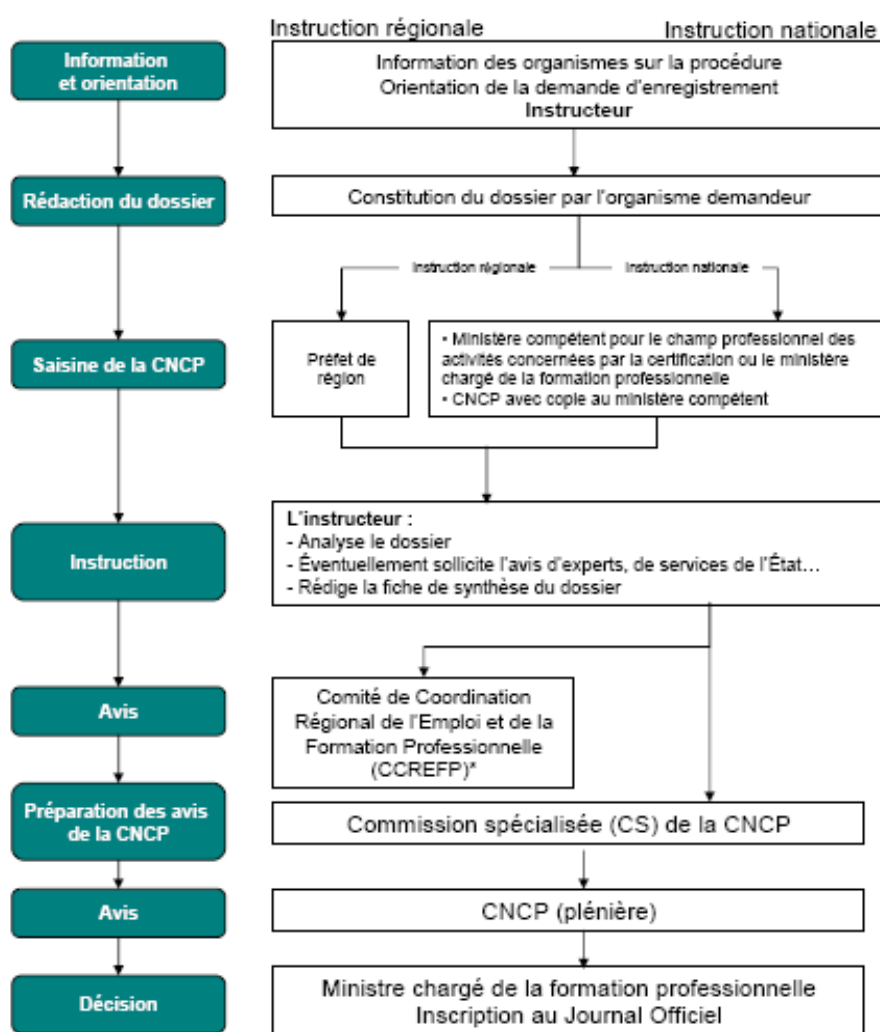 Instruction régionale
Instruction nationale
Information
et orientation
Information des organismes sur la procédure
Orientation de la demande d'enregistrement
Instructeur
Rédaction du dossier
Constitution du dossier par l'organisme demandeur
Instruction régionale
Instruction nationale
Saisine de la CNCP
Préfet de
région
• Ministère compétent pour le champ professionnel des
activités concernées par la certification ou le ministère
chargé de la formation professionnelle
• CNCP avec copie au ministère compétent
Instruction
L'instructeur :
- Analyse le dossier
- Éventuellement sollicite l'avis d'experts, de services de l'État...
- Rédige la fiche de synthèse du dossier
Avis
Comité de Coordination
Régional de l'Emploi et de la
Formation Professionnelle
(CCREFP)*
Préparation des avis
de la CNCP
Commission spécialisée (CS) de la CNCP
Avis
CNCP (plénière)
Décision
Ministre chargé de la formation professionnelle
Inscription au Journal Officiel